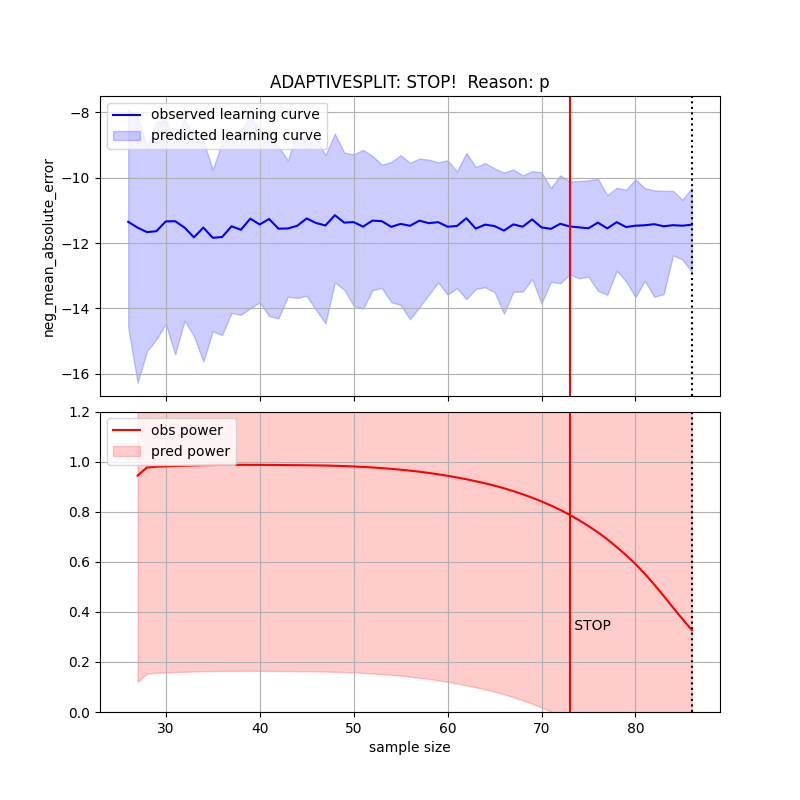 ADAPTIVESPLIT: STOP!  Reason: p
observed learning curve
predicted learning curve
neg_mean_absolute_error
−8
−10
−12
−14
−16
obs power
pred power
1.2
1.0
0.8
0.6
0.4
0.2
0.0
STOP
30 40 50 60 70 80
sample size